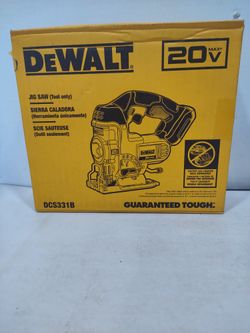 DEWALT
20V MAX*
JIG SAW (Tool only)
SIERRA CALADORA
(Herramienta únicamente)
SCIE SAUTEUSE
(Outil seulement)
DCS331B
GUARANTEED TOUGH.